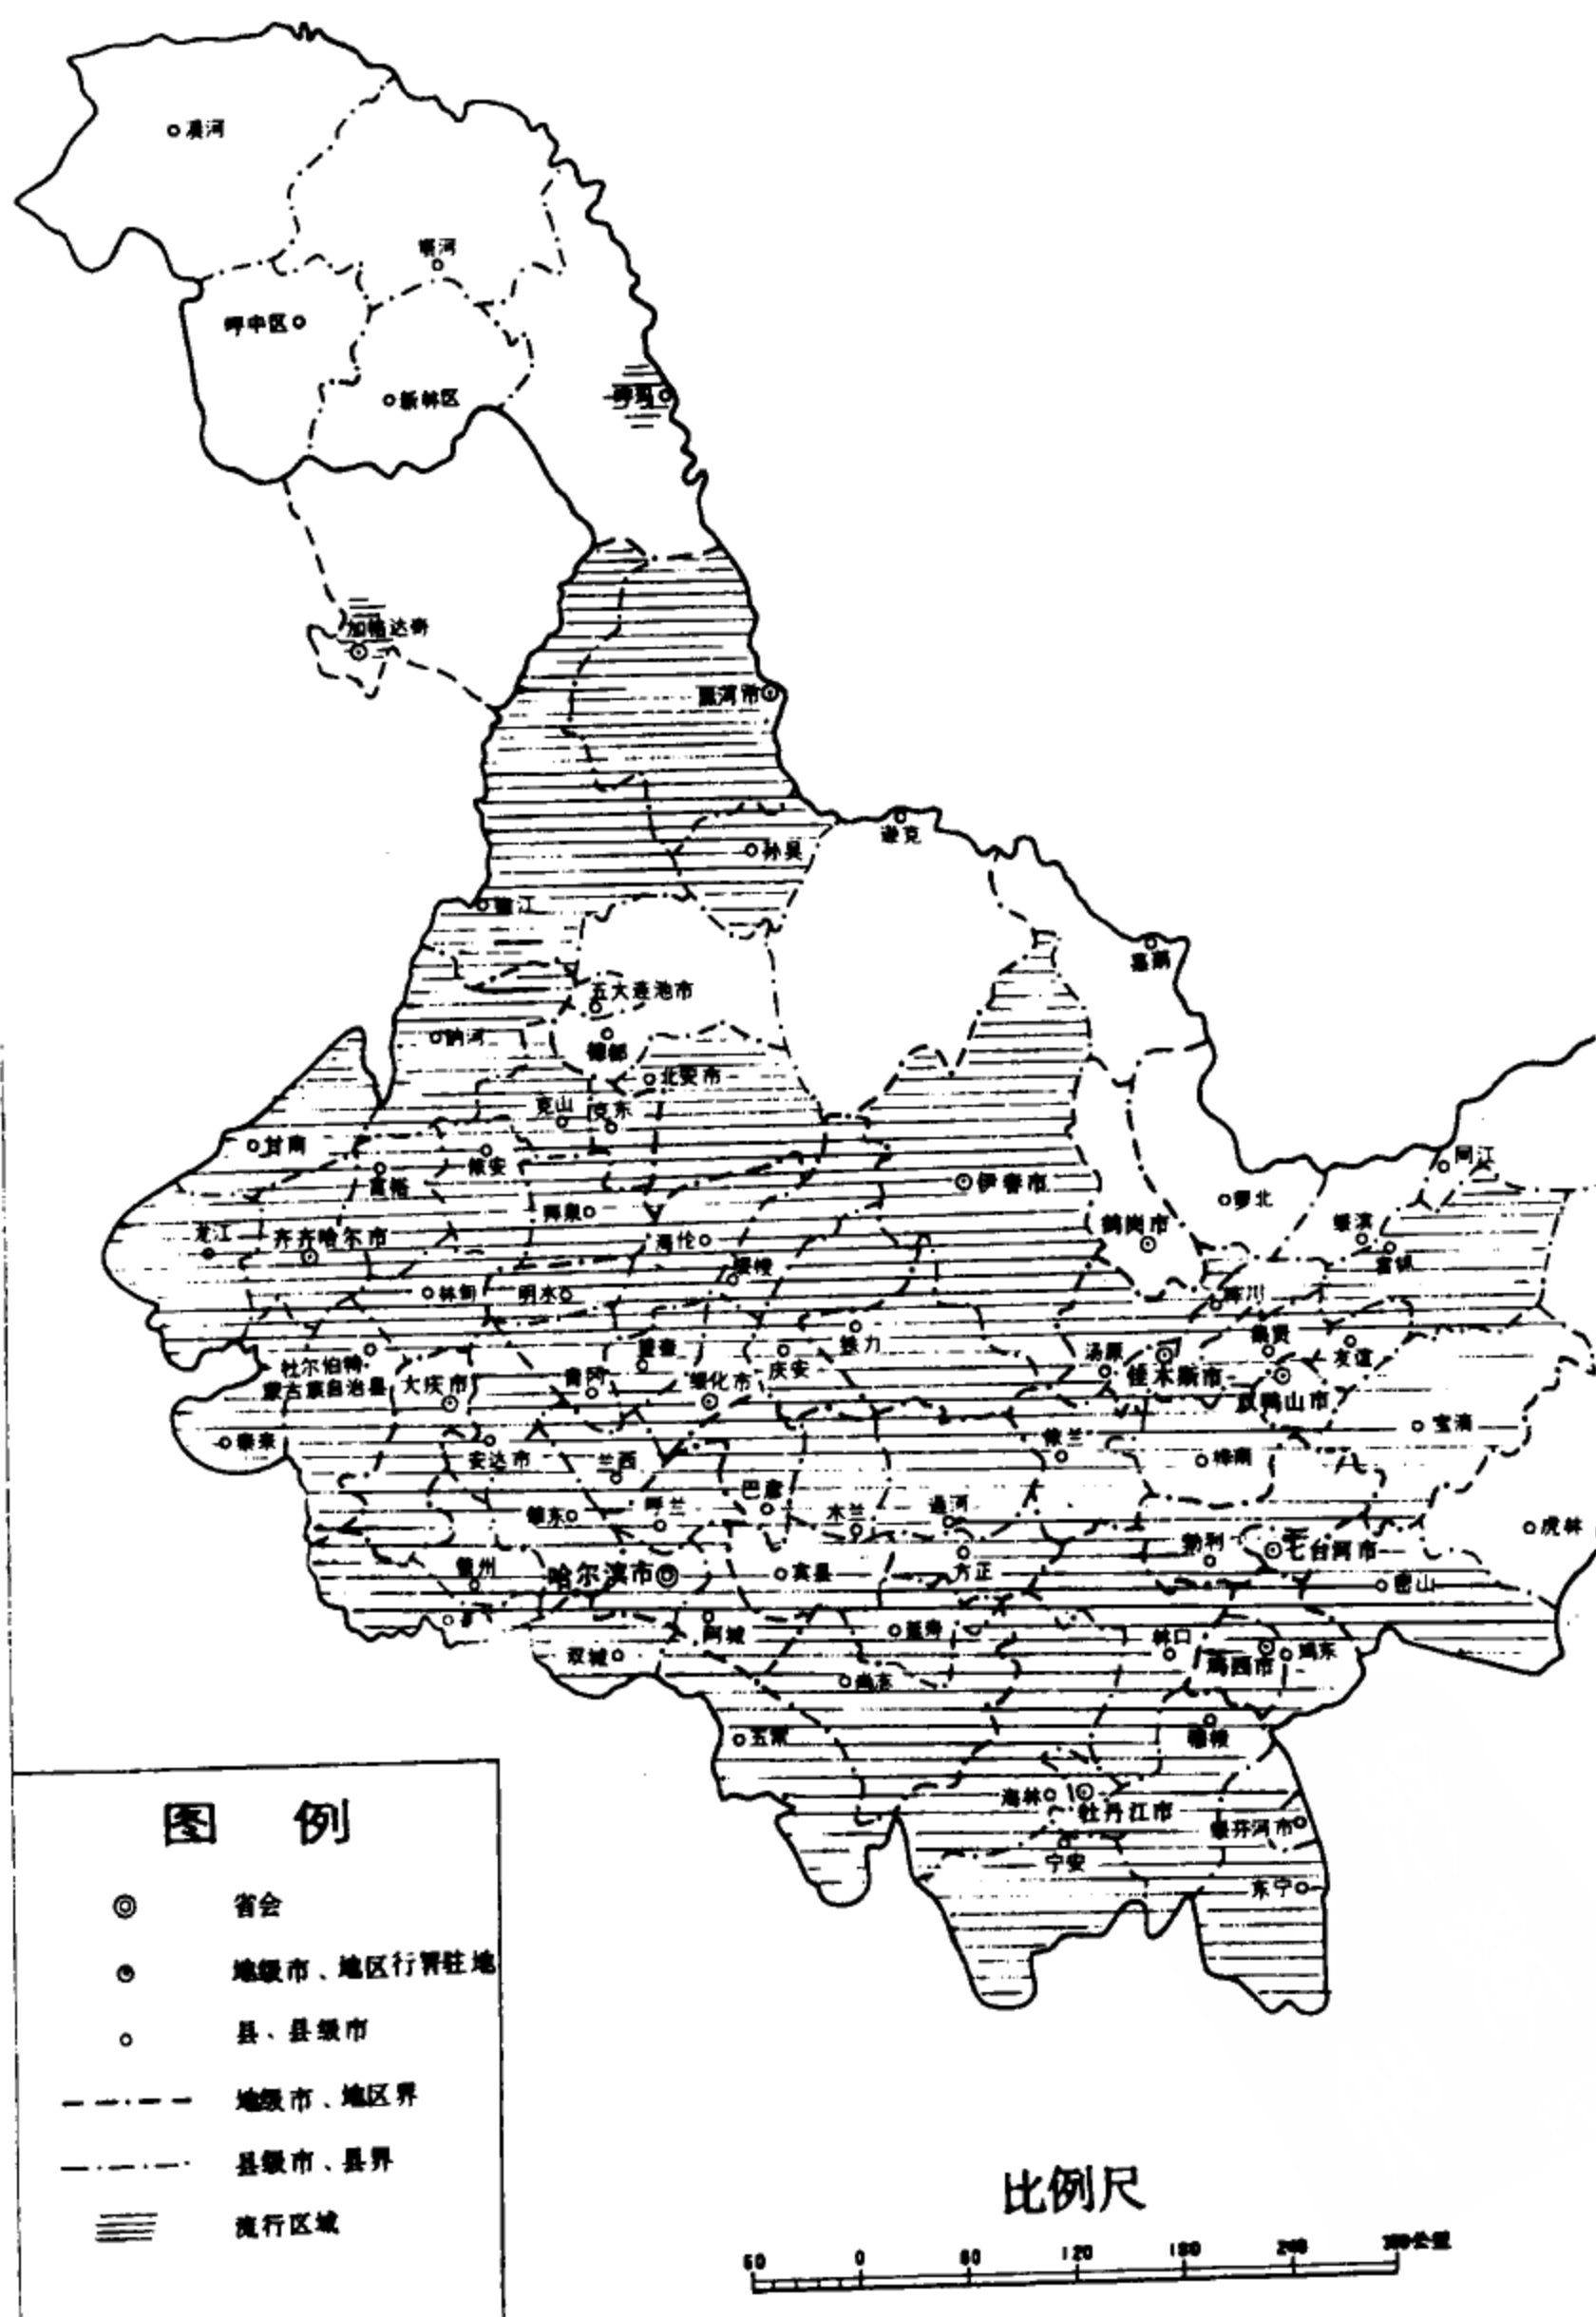 漠河
塔河
呼中区
新林区
呼玛
加格达奇
黑河市
孙吴
逊克
嫩江
嘉荫
五大连池市
讷河
德都
北安市
克山
克东
同江
甘南
依安
富裕
伊春市
萝北
拜泉
鹤岗市
绥滨
龙江
齐齐哈尔市
海伦
富锦
绥棱
林甸
明水
望奎
铁力
集贤
汤原
友谊
杜尔伯特
蒙古族自治县
大庆市
青冈
绥化市
庆安
佳木斯市
双鸭山市
宝清
泰来
安达市
兰西
依兰
桦南
巴彦
呼兰
木兰
通河
肇东
虎林
勃利
七台河市
肇州
哈尔滨市
宾县
方正
密山
阿城
延寿
林口
双城
鸡西市
鸡东
尚志
五常
穆棱
海林
牡丹江市
绥芬河市
宁安
东宁
图 例
省会
地级市、地区行署驻地
县、县级市
地级市、地区界
县级市、县界
流行区域
比例尺
60 0 60 120 180 240 300公里